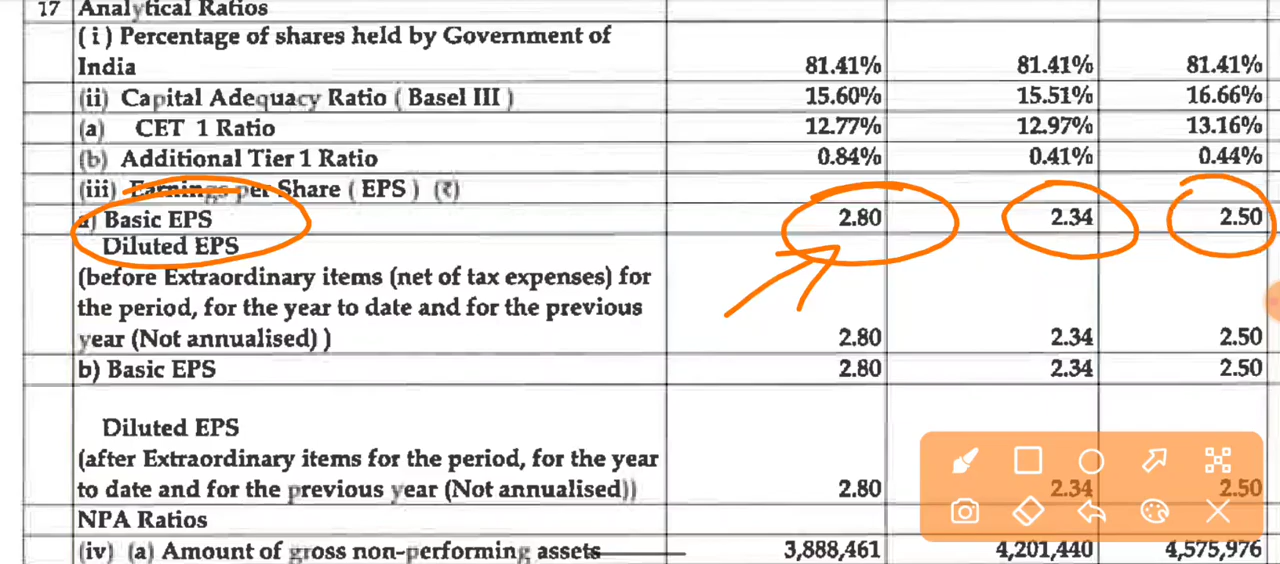 17 Analytical Ratios
(i) Percentage of shares held by Government of
India 81.41% 81.41% 81.41%
(ii) Capital Adequacy Ratio ( Basel III ) 15.60% 15.51% 16.66%
(a) CET 1 Ratio 12.77% 12.97% 13.16%
(b) Additional Tier 1 Ratio 0.84% 0.41% 0.44%
(iii) Earnings per Share ( EPS ) (₹)
a) Basic EPS 2.80 2.34 2.50
Diluted EPS
(before Extraordinary items (net of tax expenses) for
the period, for the year to date and for the previous
year (Not annualised) ) 2.80 2.34 2.50
b) Basic EPS 2.80 2.34 2.50
Diluted EPS
(after Extraordinary items for the period, for the year
to date and for the previous year (Not annualised)) 2.80 2.34 2.50
NPA Ratios
(iv) (a) Amount of gross non-performing assets 3,888,461 4,201,440 4,575,976